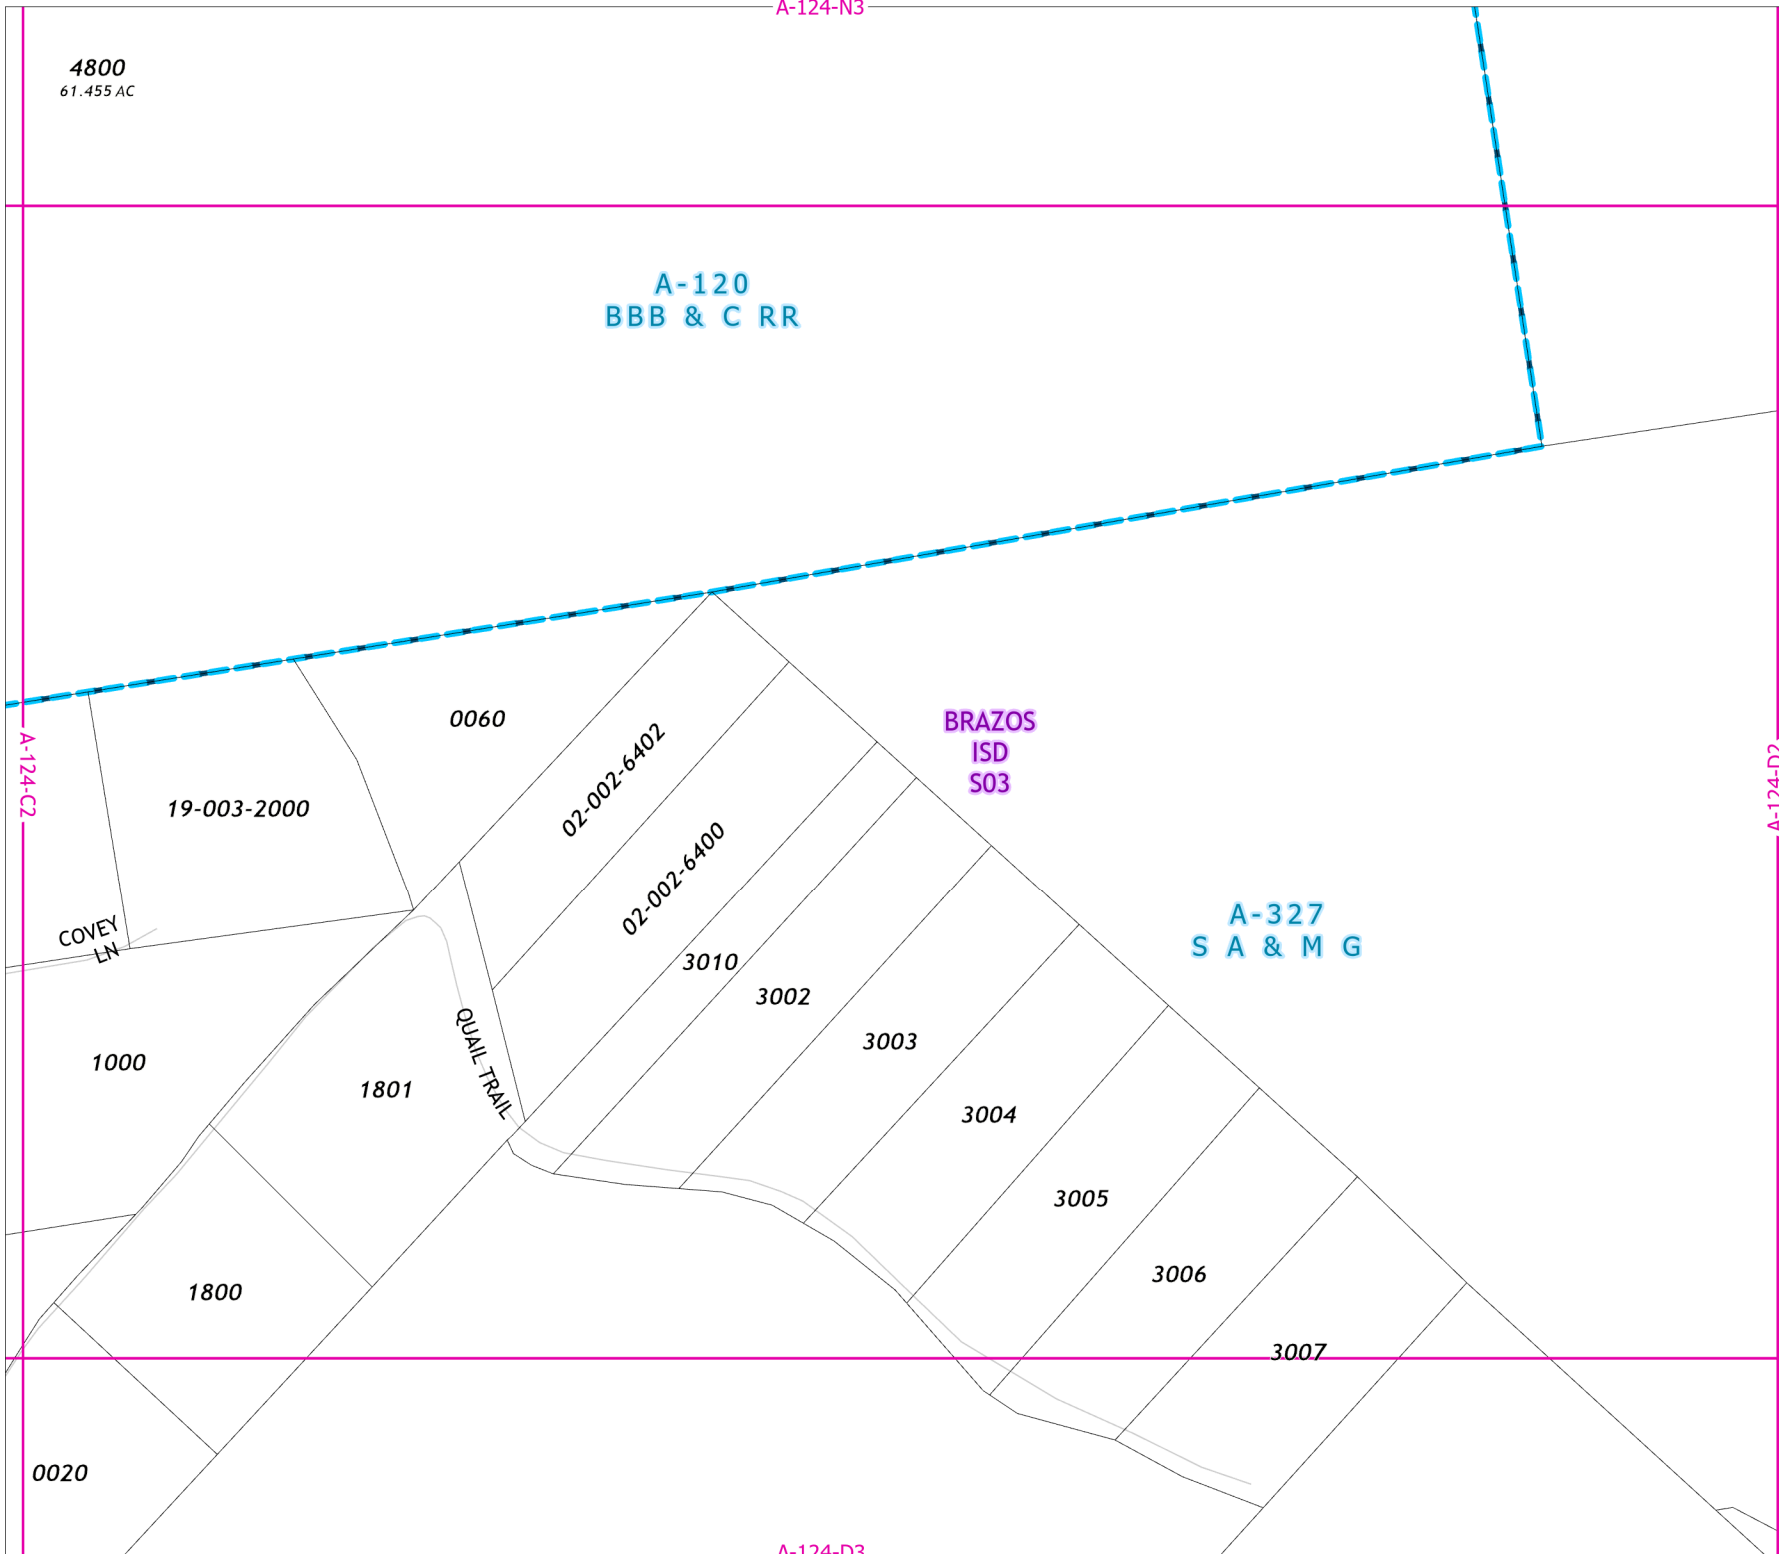 A-124-N3
4800
61.455 AC
A-120
BBB & C RR
0060
02-002-6402
BRAZOS
ISD
S03
A-124-C2
A-124-D2
19-003-2000
02-002-6400
COVEY
LN
A-327
S A & M G
3010
3002
3003
QUAIL TRAIL
1000
1801
3004
3005
3006
1800
3007
0020
A-124-D3